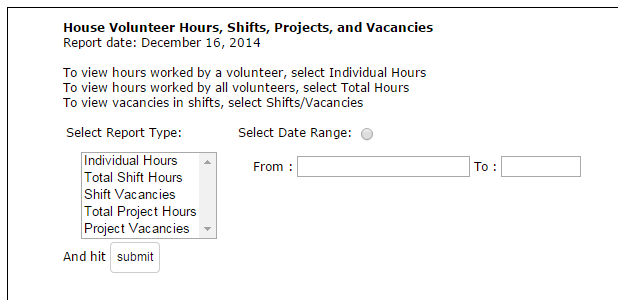 House Volunteer Hours, Shifts, Projects, and Vacancies
Report date: December 16, 2014
To view hours worked by a volunteer, select Individual Hours
To view hours worked by all volunteers, select Total Hours
To view vacancies in shifts, select Shifts/Vacancies
Select Report Type: Select Date Range:
Individual Hours
Total Shift Hours
Shift Vacancies
Total Project Hours
Project Vacancies
From : To :
And hit submit